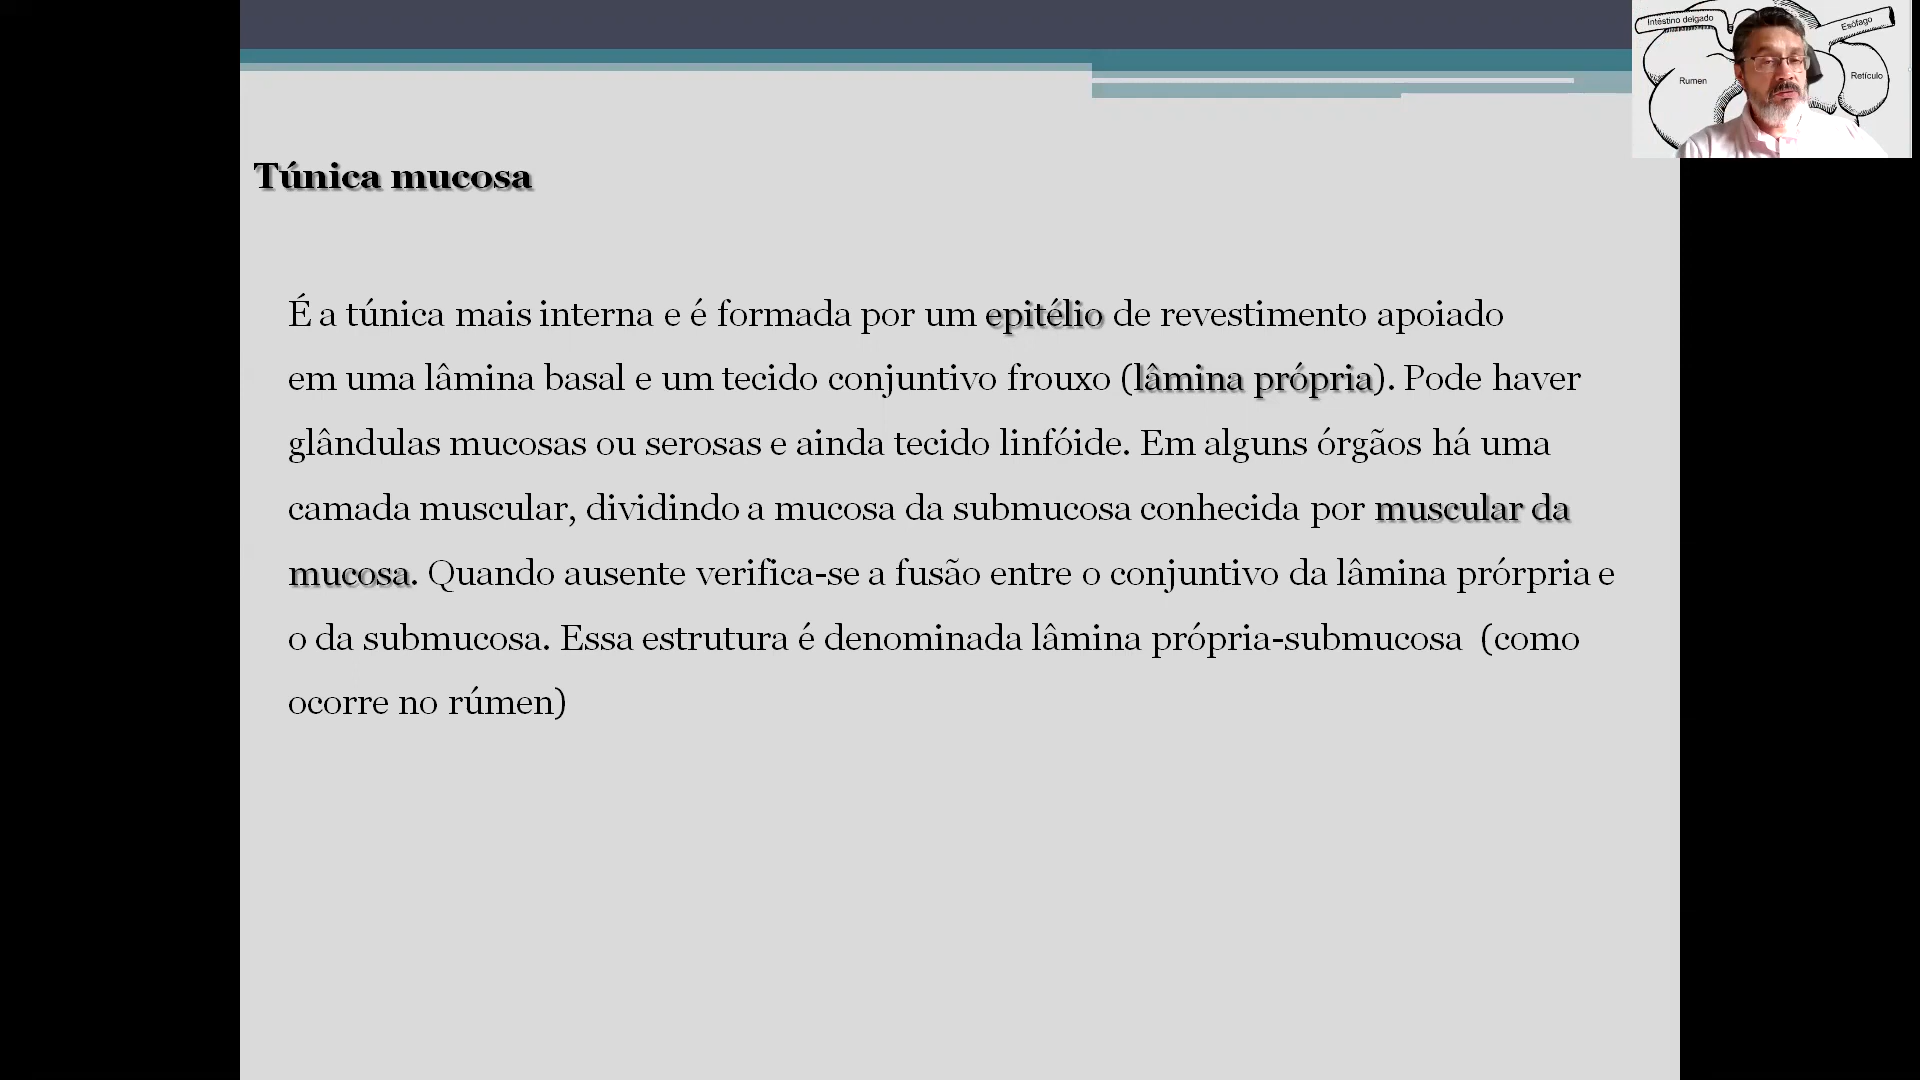 Intestino delgado
Esôfago
Rumen
Retículo
Túnica mucosa
É a túnica mais interna e é formada por um epitélio de revestimento apoiado
em uma lâmina basal e um tecido conjuntivo frouxo (lâmina própria). Pode haver
glândulas mucosas ou serosas e ainda tecido linfóide. Em alguns órgãos há uma
camada muscular, dividindo a mucosa da submucosa conhecida por muscular da
mucosa. Quando ausente verifica-se a fusão entre o conjuntivo da lâmina prórpria e
o da submucosa. Essa estrutura é denominada lâmina própria-submucosa (como
ocorre no rúmen)